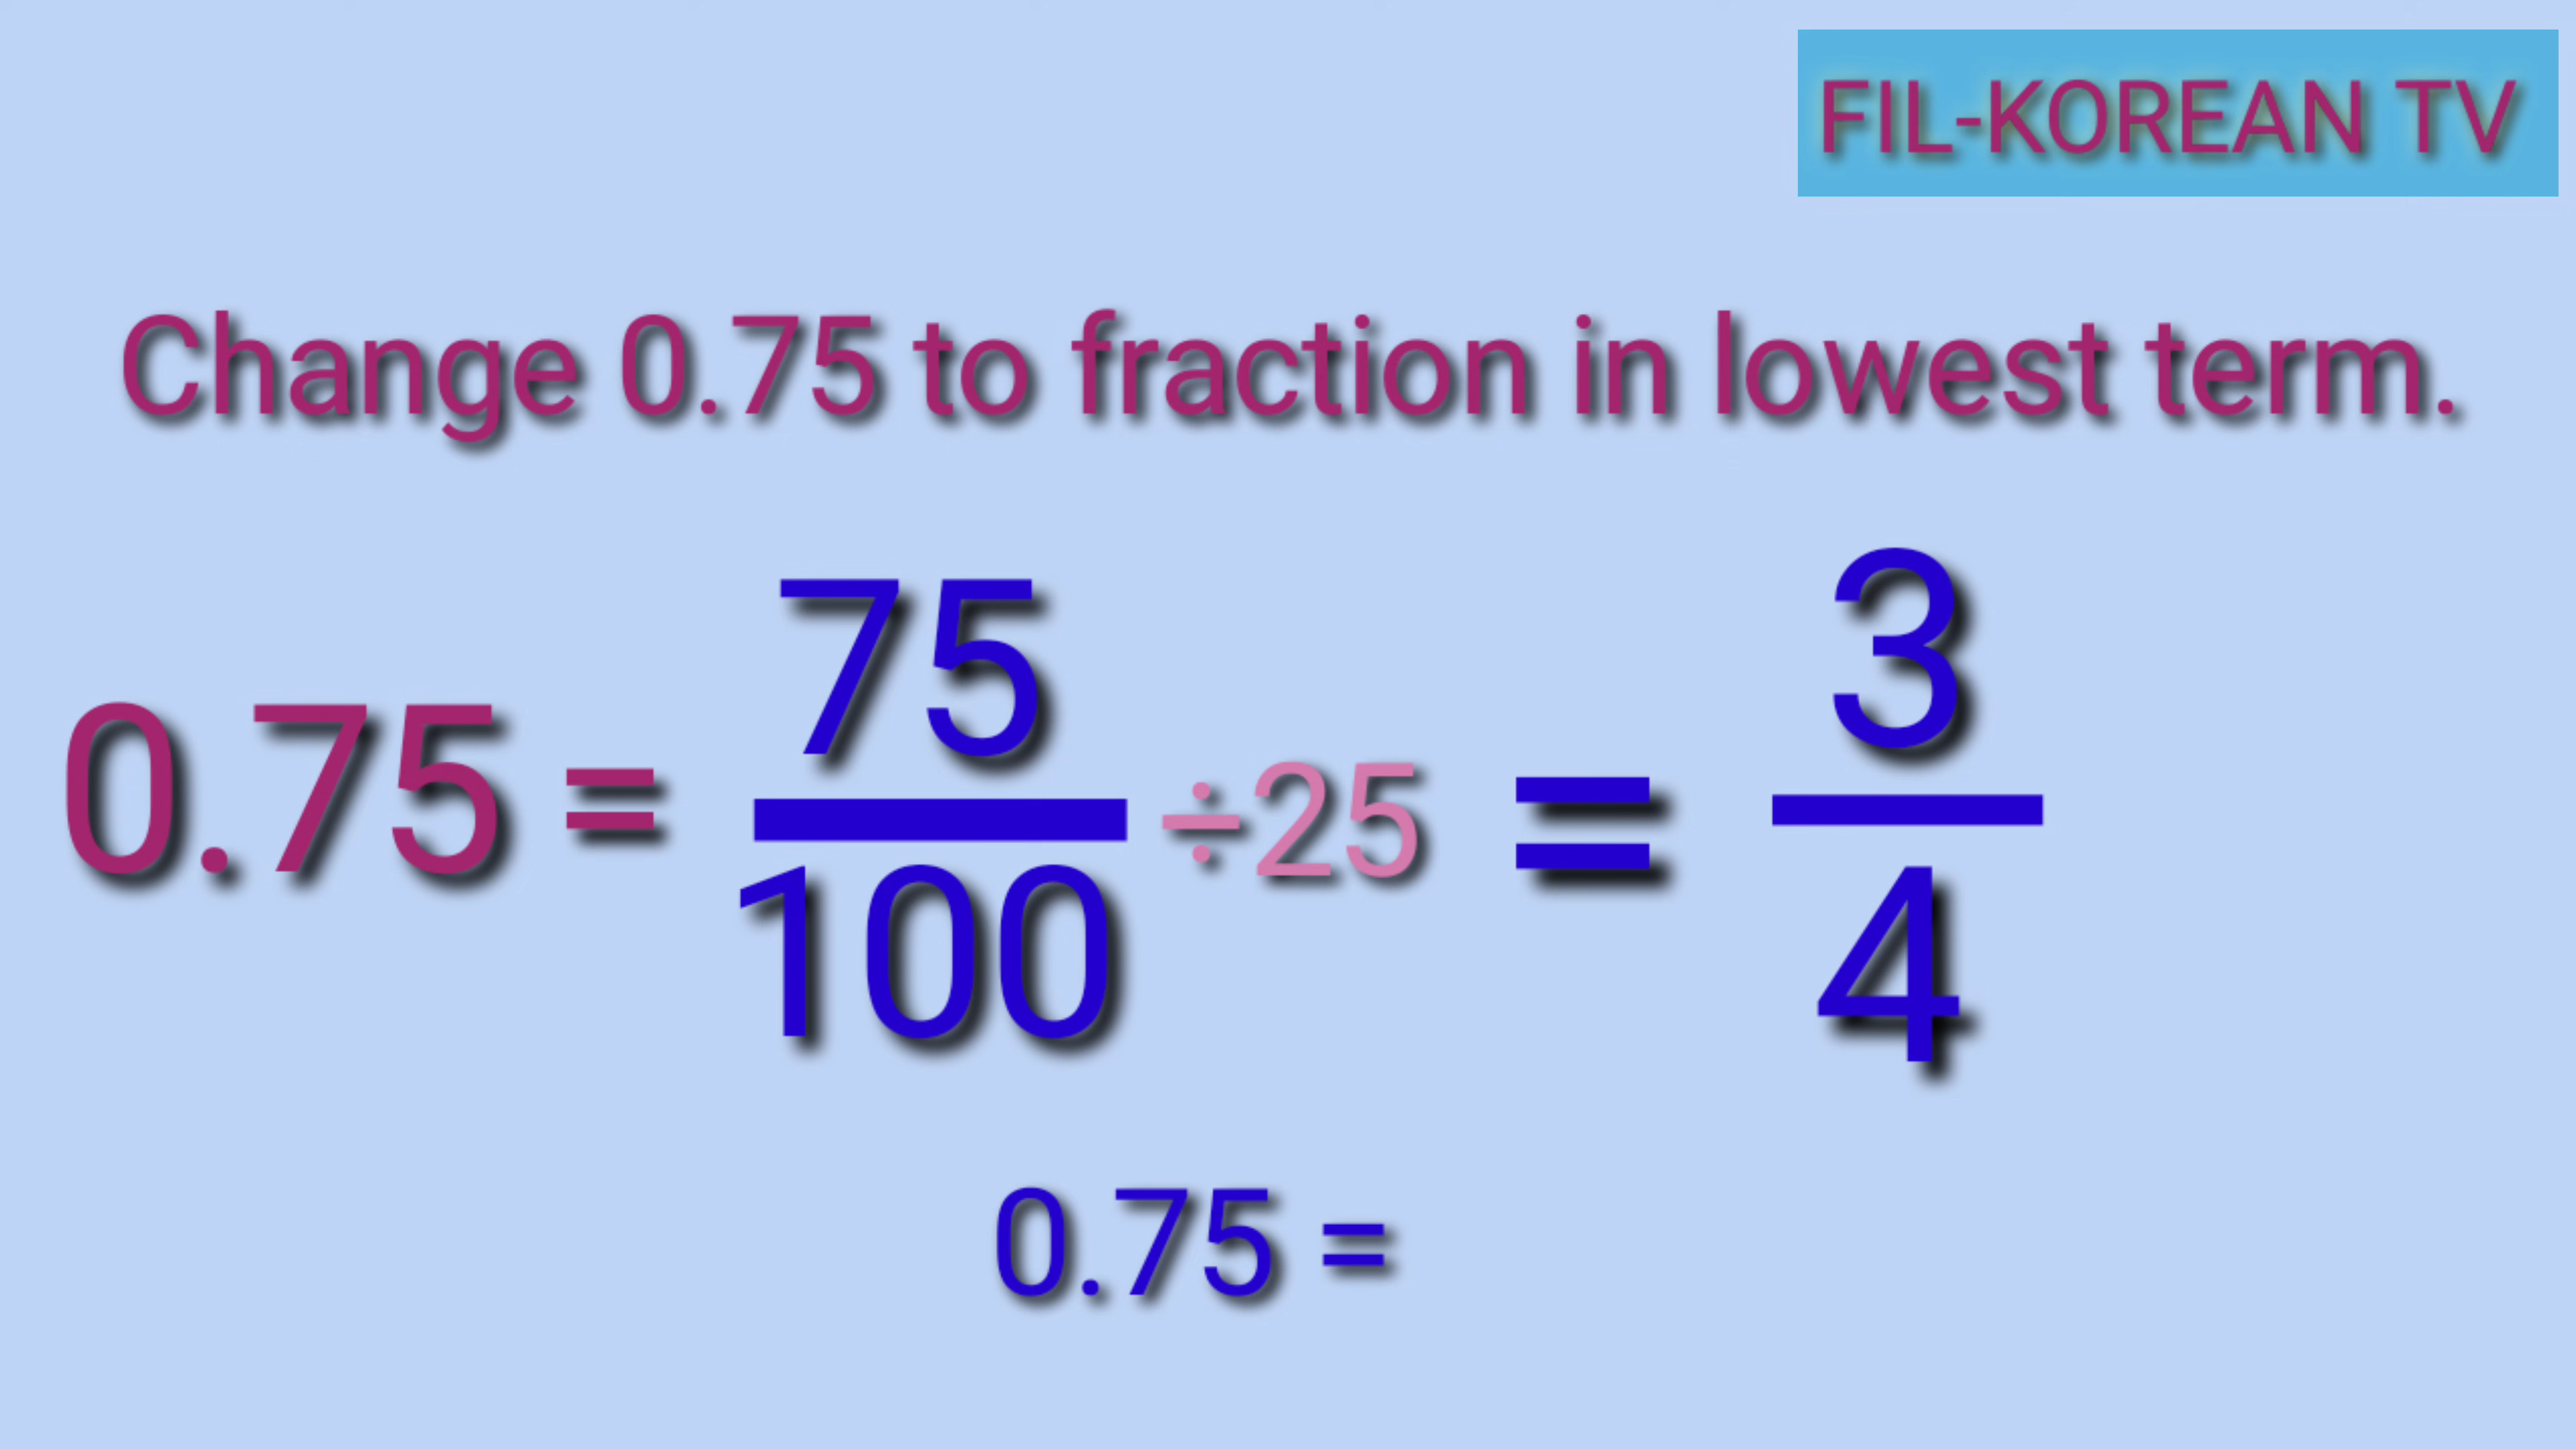 FIL-KOREAN TV
Change 0.75 to fraction in lowest term.
0.75 = 75/100 ÷25 = 3/4
0.75 =